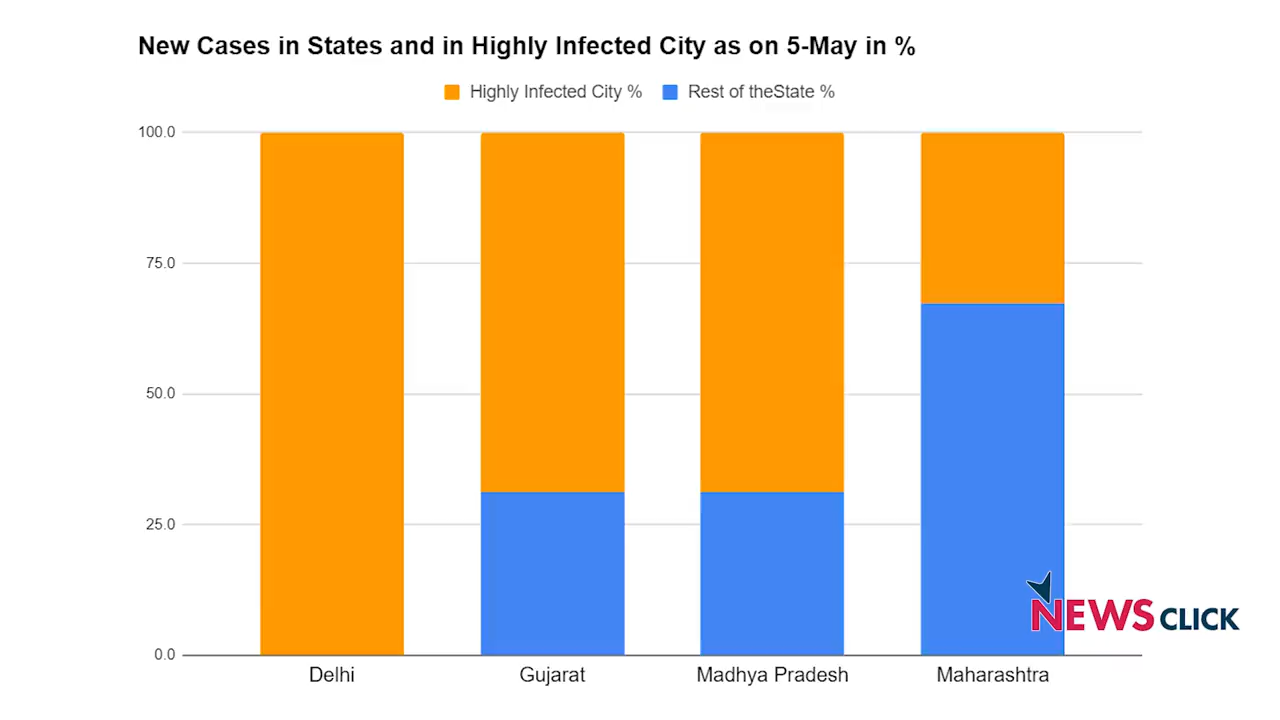 New Cases in States and in Highly Infected City as on 5-May in %
Highly Infected City % Rest of theState %
100.0
75.0
50.0
25.0
0.0
Delhi Gujarat Madhya Pradesh Maharashtra
NEWSCLICK